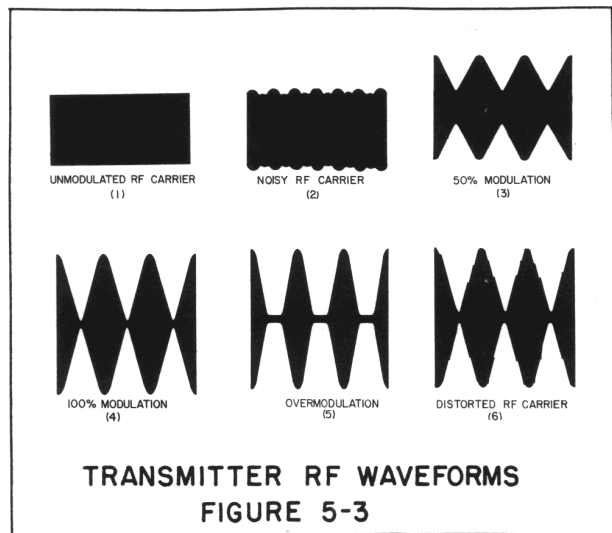 UNMODULATED RF CARRIER
(1)
NOISY RF CARRIER
(2)
50% MODULATION
(3)
100% MODULATION
(4)
OVERMODULATION
(5)
DISTORTED RF CARRIER
(6)
TRANSMITTER RF WAVEFORMS
FIGURE 5-3